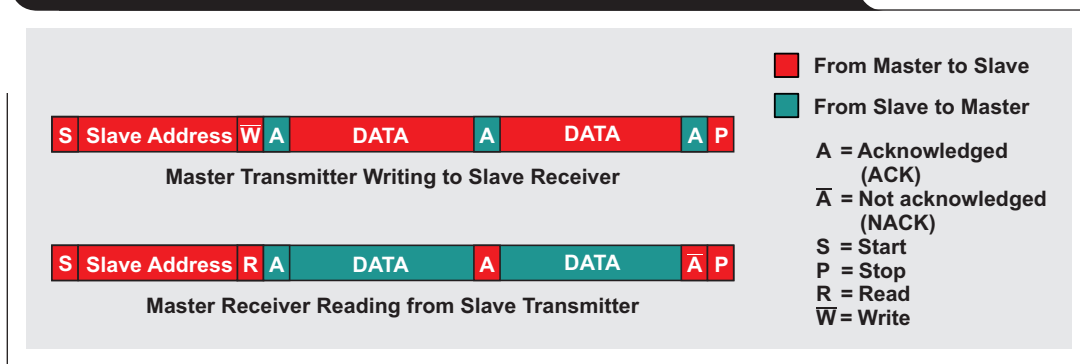 S Slave Address W̅ A DATA A DATA A P
Master Transmitter Writing to Slave Receiver
S Slave Address R A DATA A DATA A̅ P
Master Receiver Reading from Slave Transmitter
From Master to Slave
From Slave to Master
A = Acknowledged
(ACK)
A̅ = Not acknowledged
(NACK)
S = Start
P = Stop
R = Read
W̅ = Write